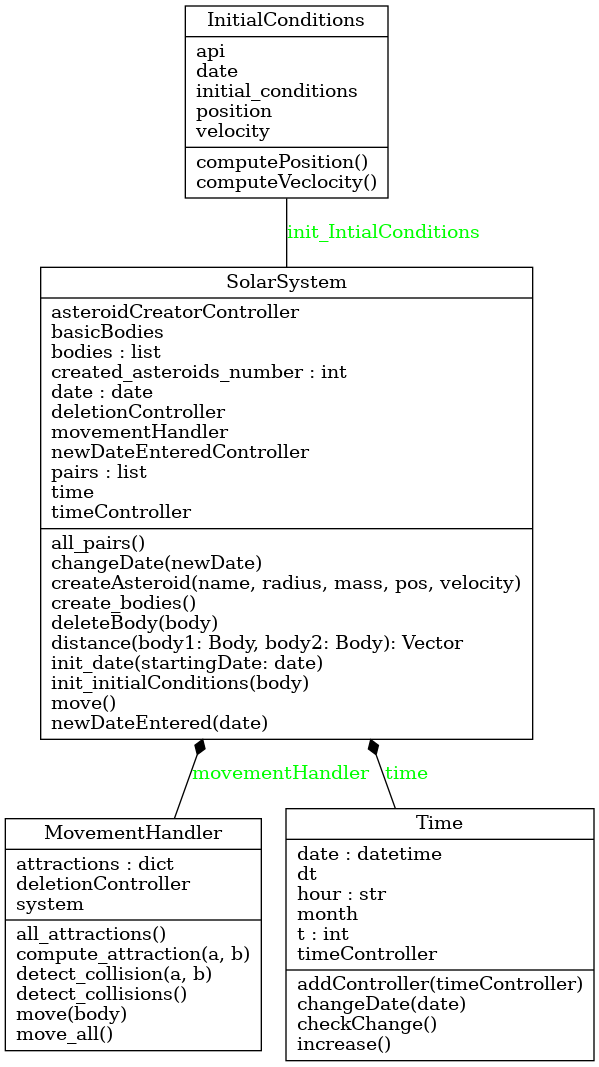 InitialConditions
api
date
initial_conditions
position
velocity
computePosition()
computeVeclocity()
init_IntialConditions
SolarSystem
asteroidCreatorController
basicBodies
bodies : list
created_asteroids_number : int
date : date
deletionController
movementHandler
newDateEnteredController
pairs : list
time
timeController
all_pairs()
changeDate(newDate)
createAsteroid(name, radius, mass, pos, velocity)
create_bodies()
deleteBody(body)
distance(body1: Body, body2: Body): Vector
init_date(startingDate: date)
init_initialConditions(body)
move()
newDateEntered(date)
movementHandler
time
MovementHandler
attractions : dict
deletionController
system
all_attractions()
compute_attraction(a, b)
detect_collision(a, b)
detect_collisions()
move(body)
move_all()
Time
date : datetime
dt
hour : str
month
t : int
timeController
addController(timeController)
changeDate(date)
checkChange()
increase()